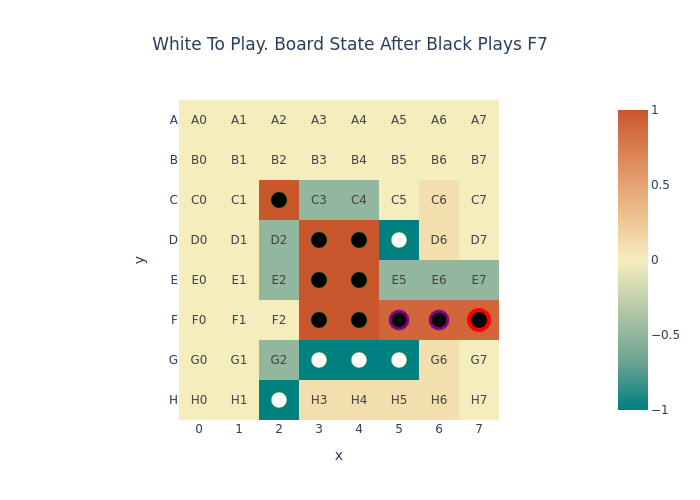 White To Play. Board State After Black Plays F7
A A0 A1 A2 A3 A4 A5 A6 A7 1
B B0 B1 B2 B3 B4 B5 B6 B7
C C0 C1 C3 C4 C5 C6 C7 0.5
D D0 D1 D2 D6 D7
y 0
E E0 E1 E2 E5 E6 E7
F F0 F1 F2 −0.5
G G0 G1 G2 G6 G7
H H0 H1 H3 H4 H5 H6 H7 −1
0 1 2 3 4 5 6 7
x